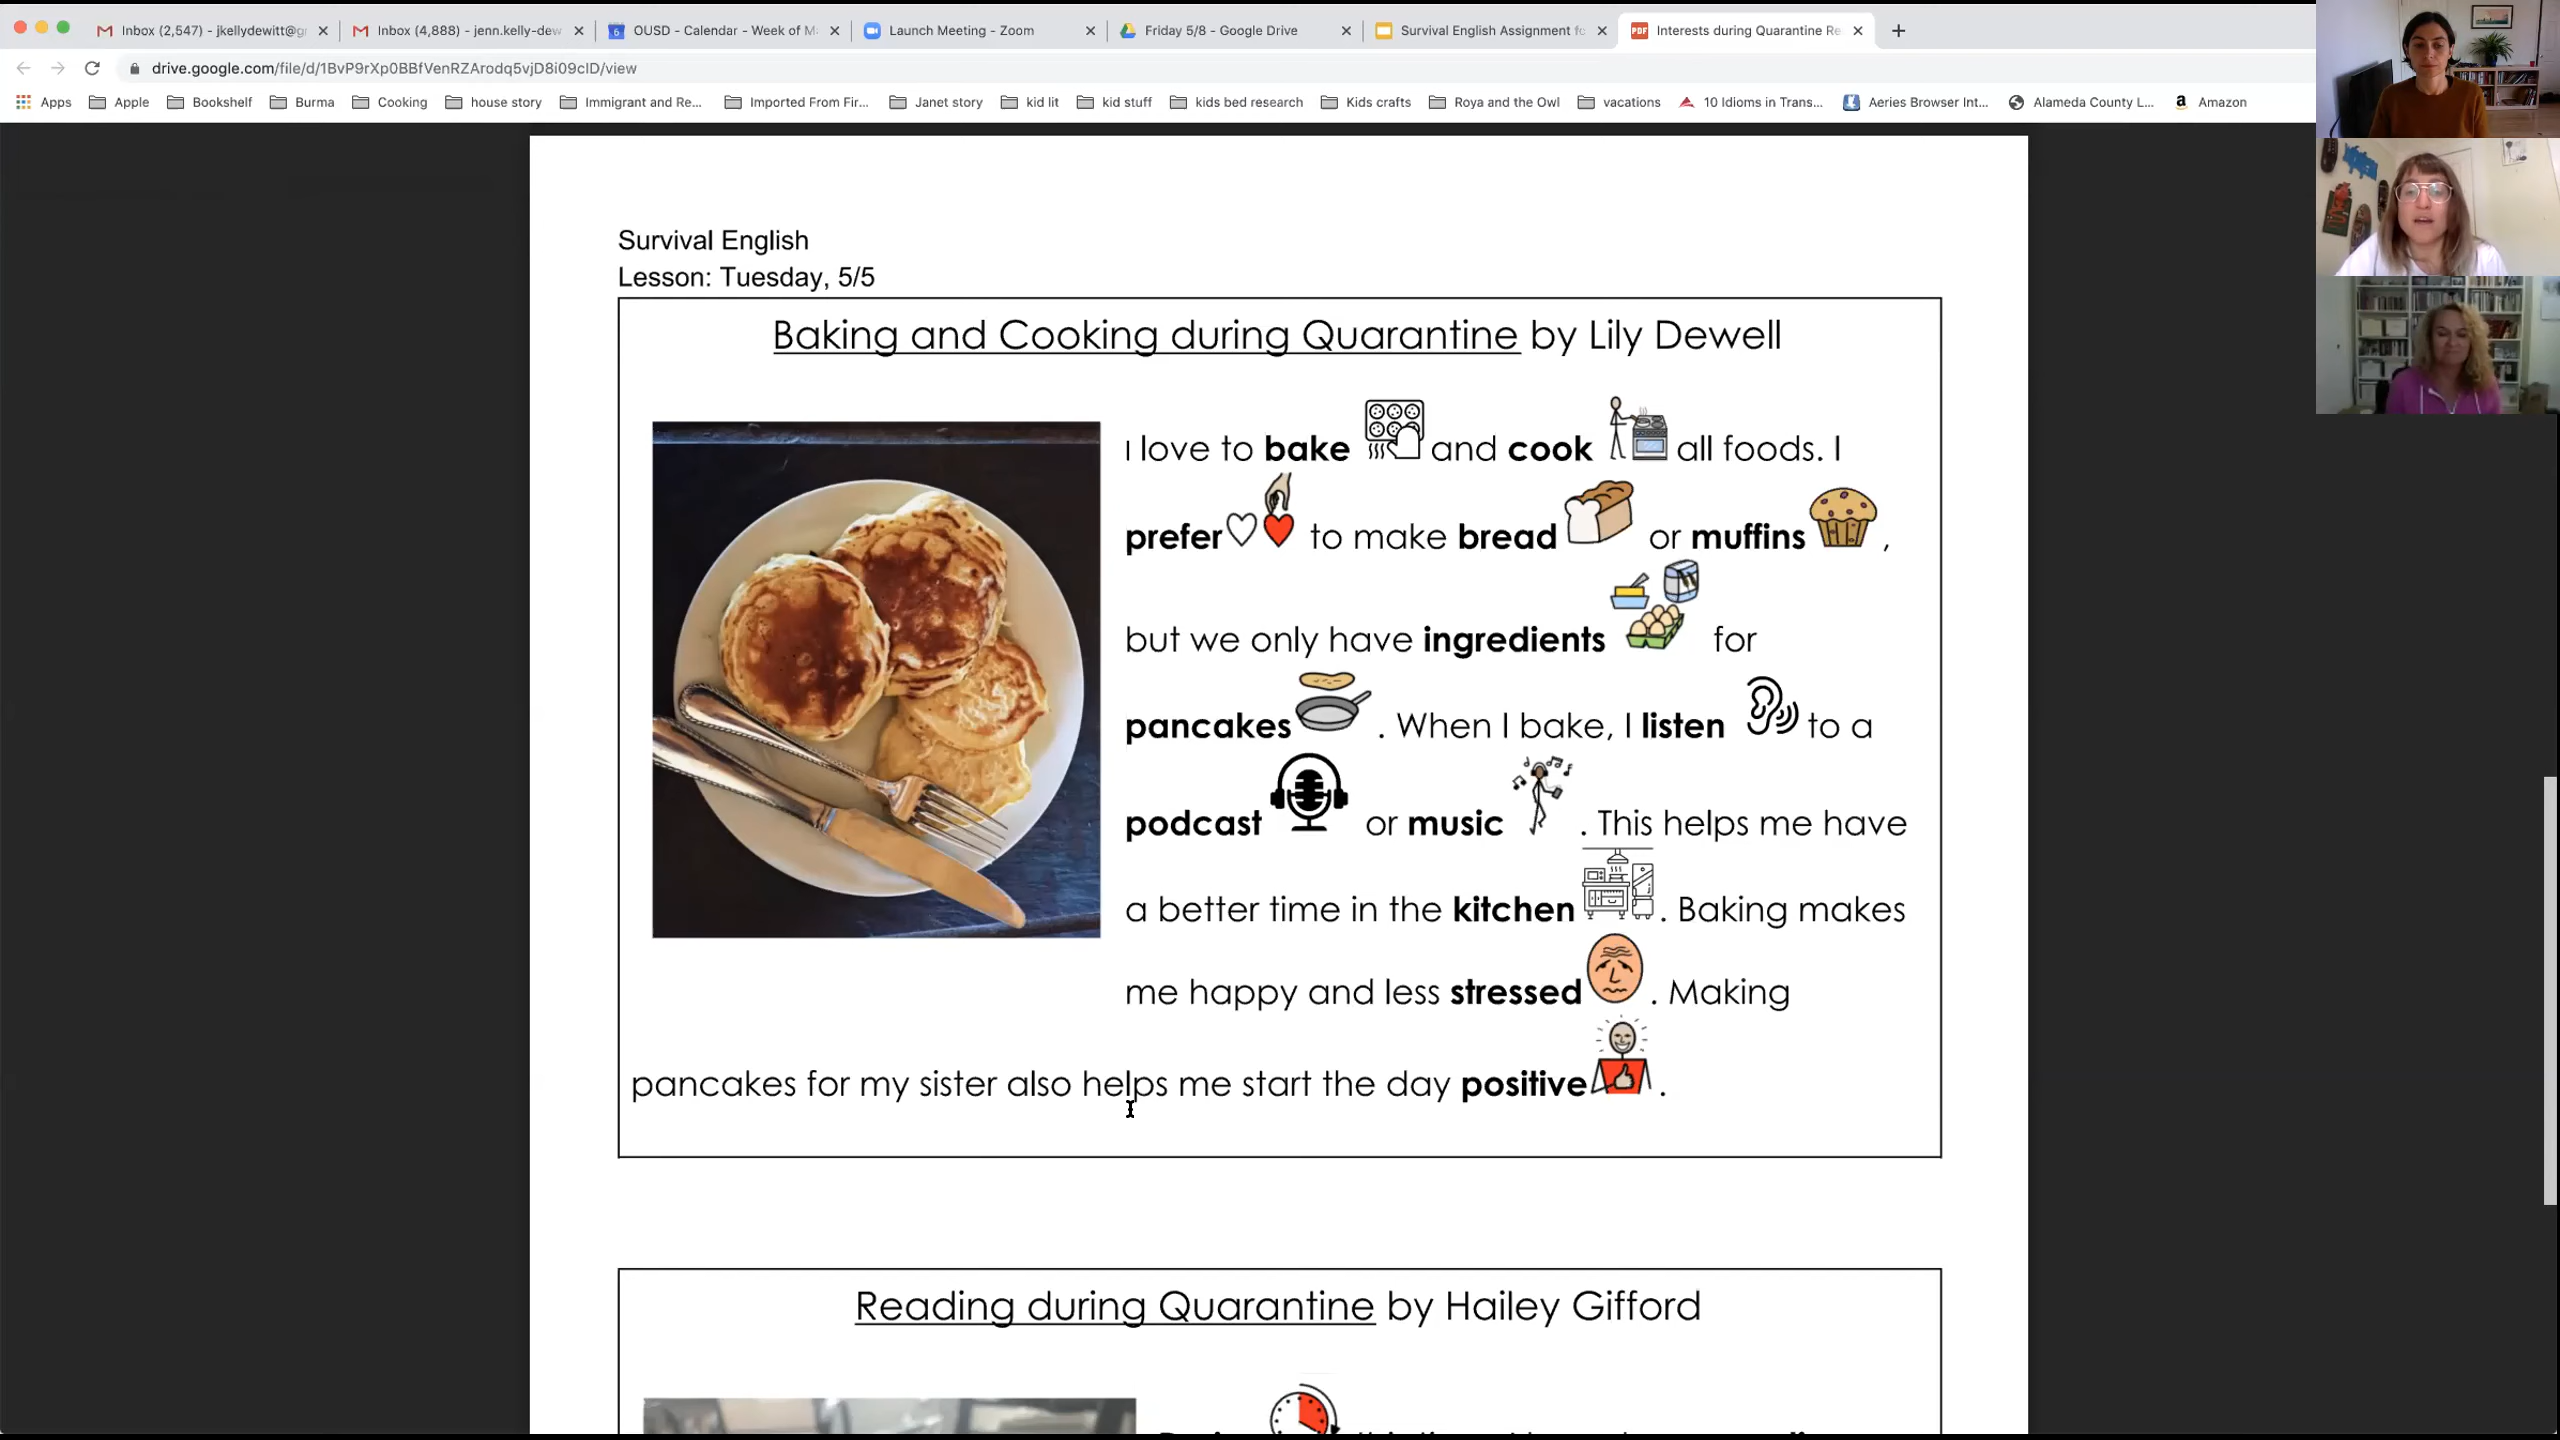 Inbox (2,547) - jkellydewitt@g
Inbox (4,888) - jenn.kelly-dew
OUSD - Calendar - Week of M
Launch Meeting - Zoom
Friday 5/8 - Google Drive
Survival English Assignment fo
Interests during Quarantine Re
drive.google.com/file/d/1BvP9rXp0BBfVenRZArodq5vjD8i09cID/view
Apps Apple Bookshelf Burma Cooking house story Immigrant and Re... Imported From Fir... Janet story kid lit kid stuff kids bed research Kids crafts Roya and the Owl vacations 10 Idioms in Trans... Aeries Browser Int... Alameda County L... Amazon
Survival English
Lesson: Tuesday, 5/5
Baking and Cooking during Quarantine by Lily Dewell
I love to bake and cook all foods. I
prefer to make bread or muffins ,
but we only have ingredients for
pancakes . When I bake, I listen to a
podcast or music . This helps me have
a better time in the kitchen . Baking makes
me happy and less stressed . Making
pancakes for my sister also helps me start the day positive .
Reading during Quarantine by Hailey Gifford